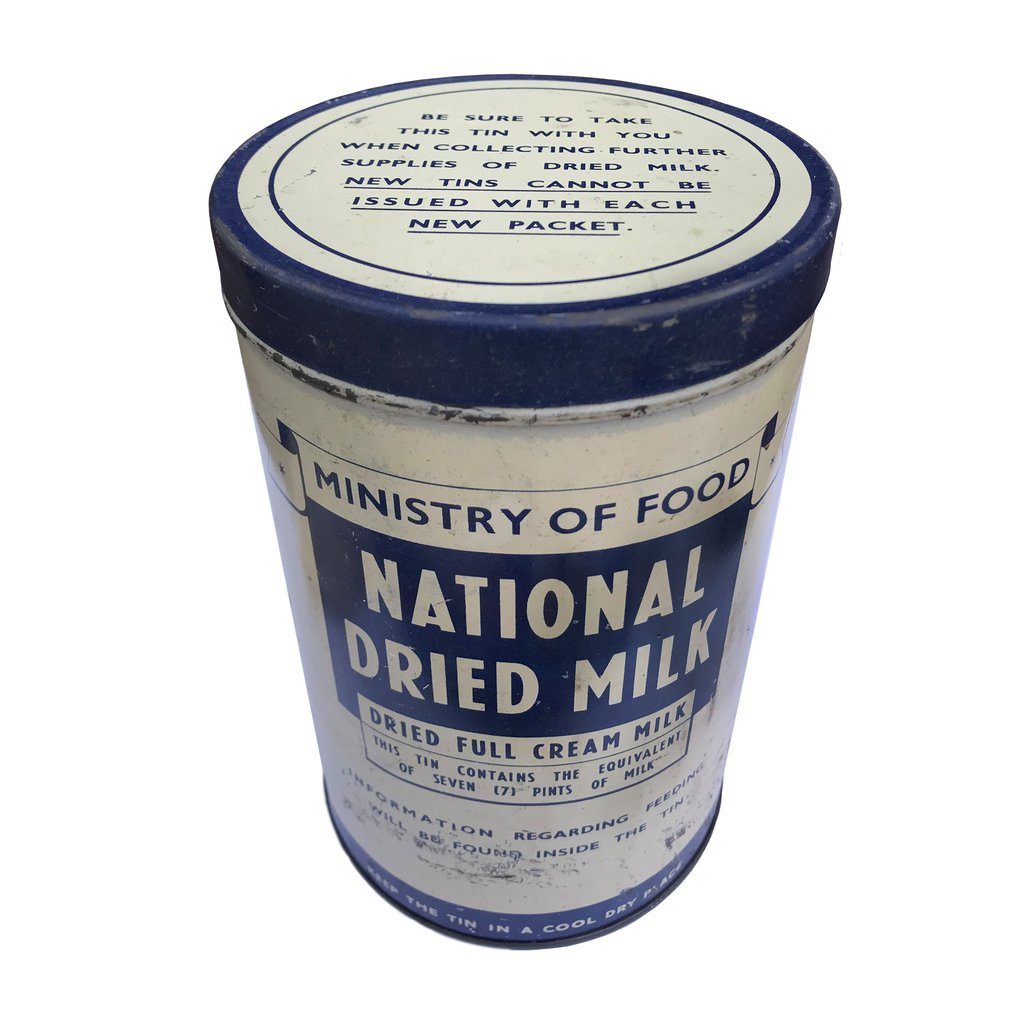 BE SURE TO TAKE
THIS TIN WITH YOU
WHEN COLLECTING FURTHER
SUPPLIES OF DRIED MILK.
NEW TINS CANNOT BE
ISSUED WITH EACH
NEW PACKET.
MINISTRY OF FOOD
NATIONAL
DRIED MILK
DRIED FULL CREAM MILK
THIS TIN CONTAINS THE EQUIVALENT
OF SEVEN (7) PINTS OF MILK
INFORMATION REGARDING FEEDING
WILL BE FOUND INSIDE THE TIN.
KEEP THE TIN IN A COOL DRY PLACE